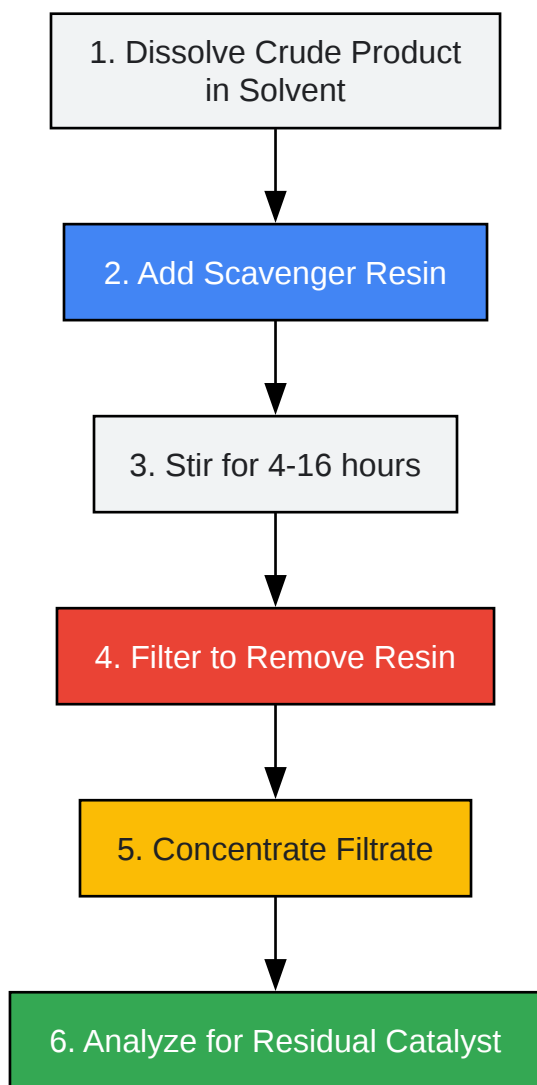 1. Dissolve Crude Product
in Solvent
2. Add Scavenger Resin
3. Stir for 4-16 hours
4. Filter to Remove Resin
5. Concentrate Filtrate
6. Analyze for Residual Catalyst